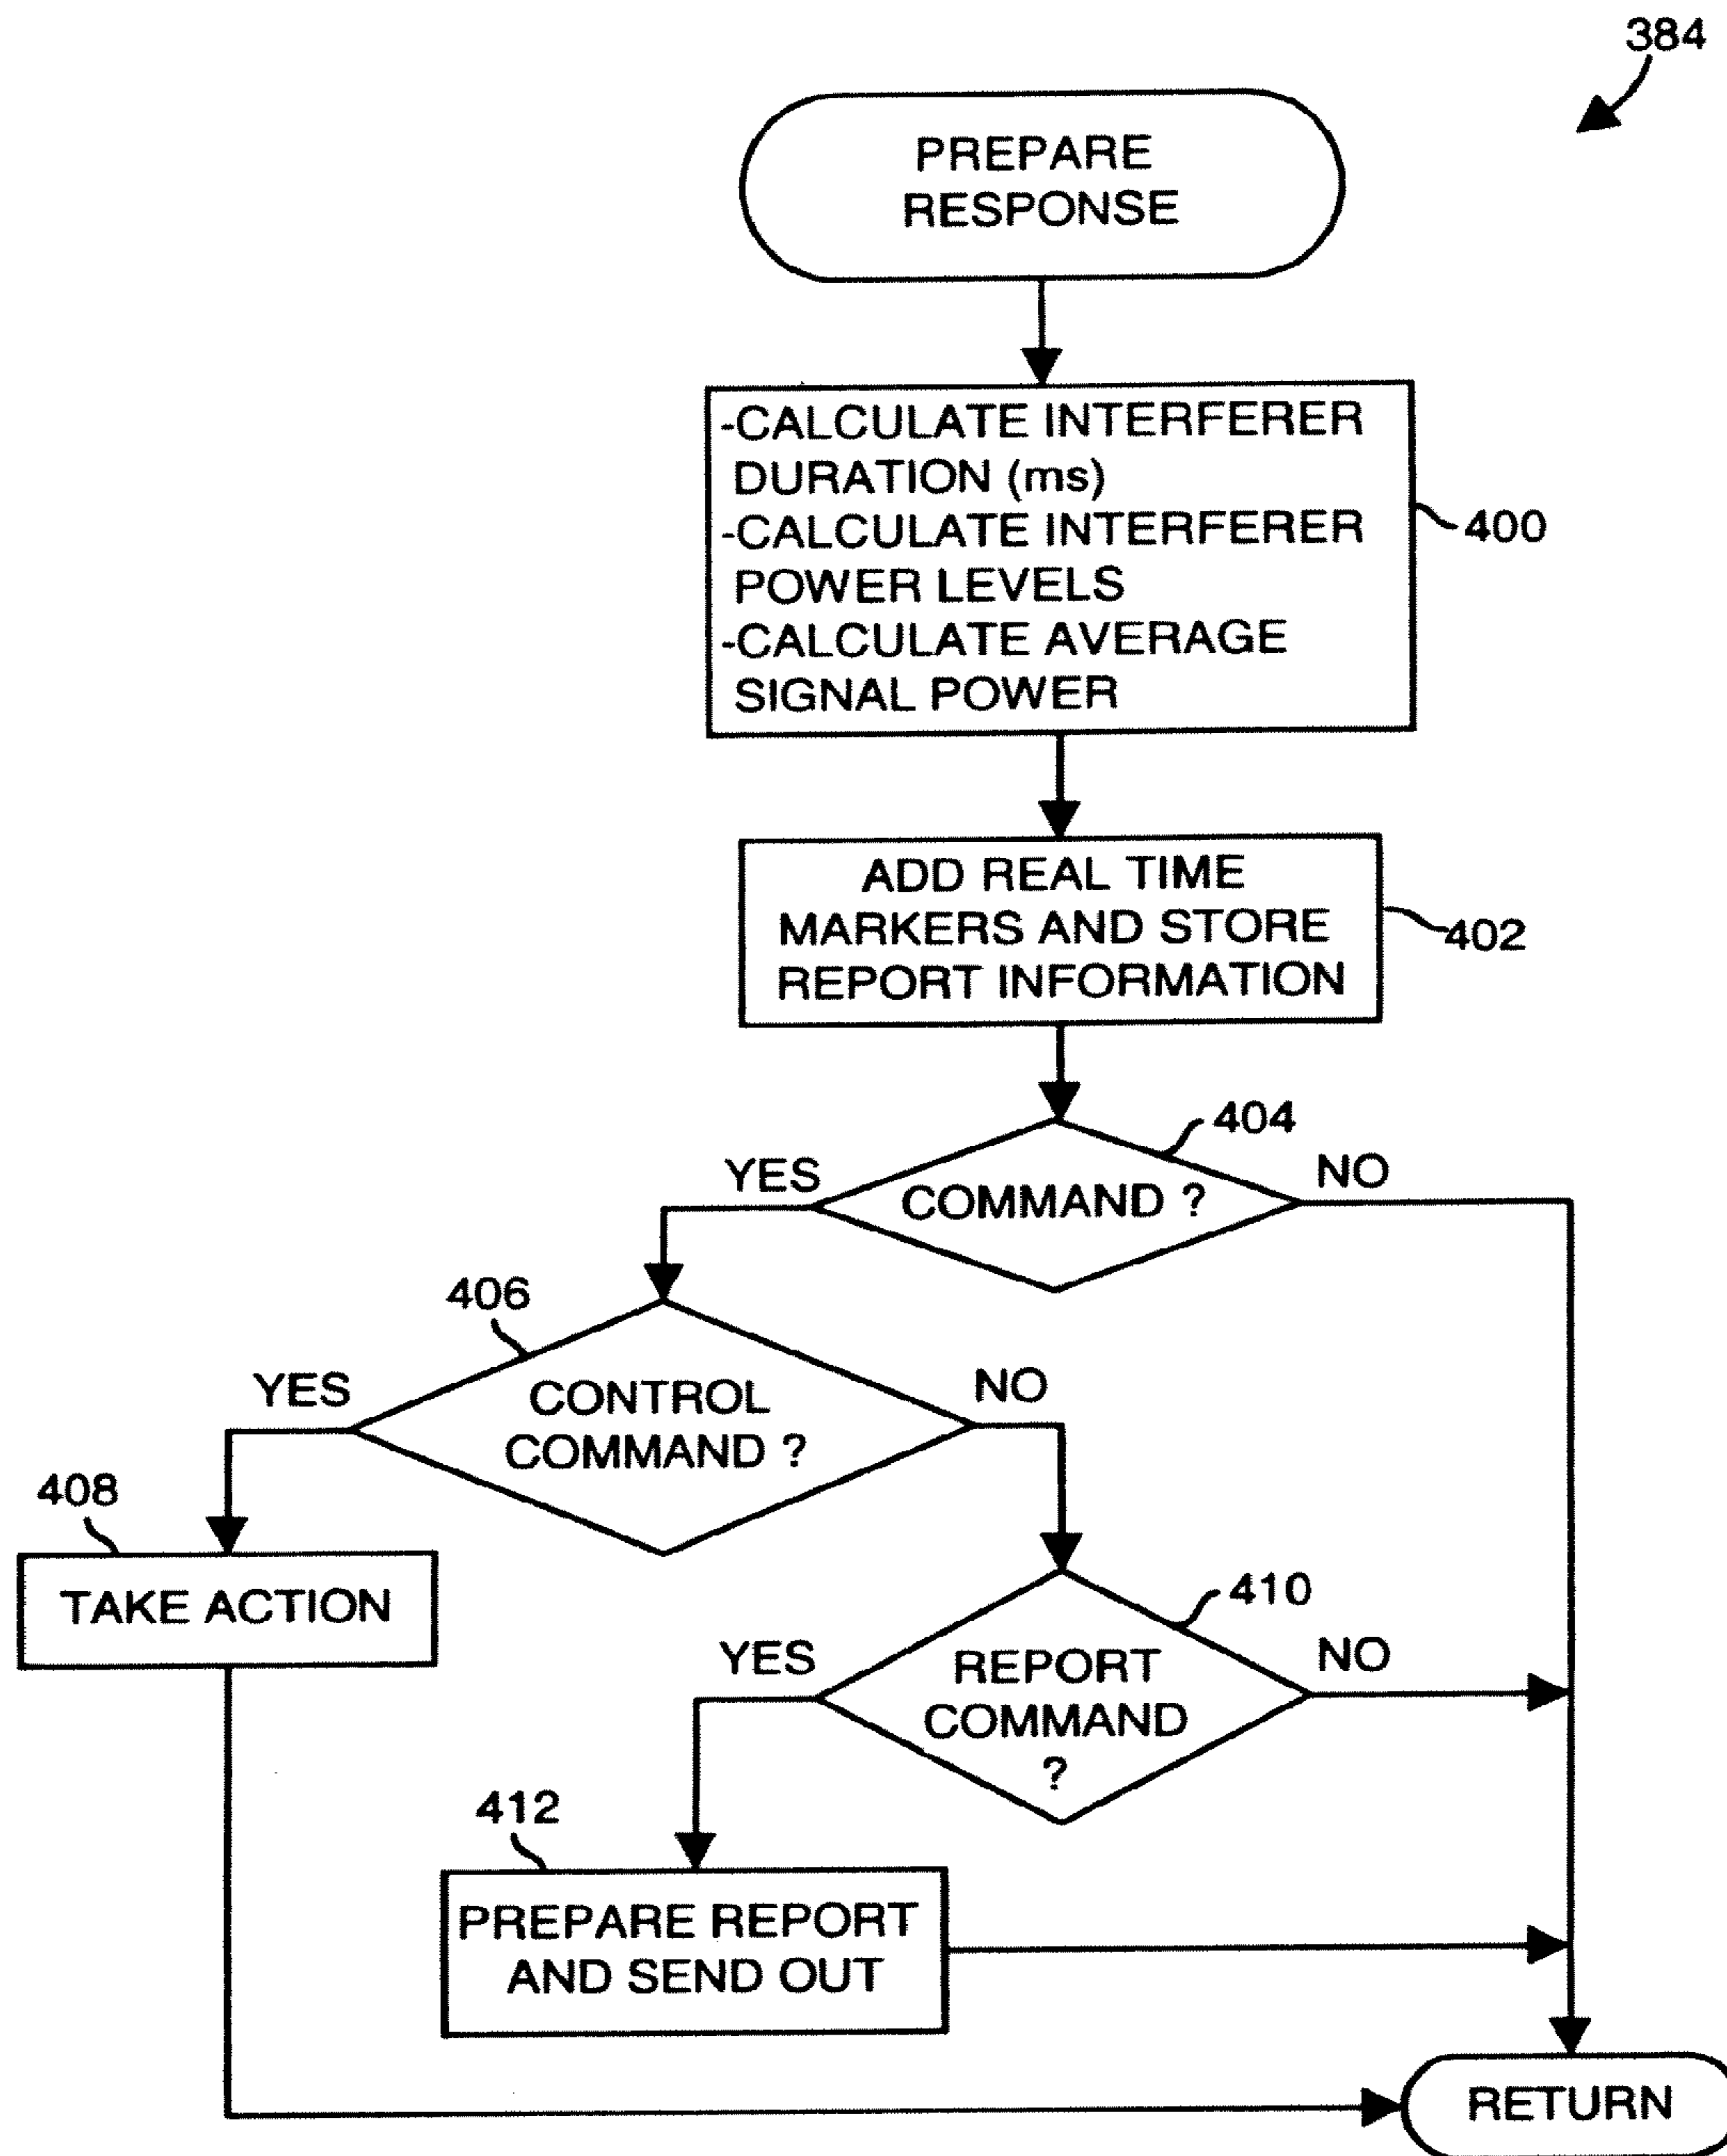 384
PREPARE
RESPONSE
-CALCULATE INTERFERER
DURATION (ms)
-CALCULATE INTERFERER
POWER LEVELS
-CALCULATE AVERAGE
SIGNAL POWER
400
ADD REAL TIME
MARKERS AND STORE
REPORT INFORMATION
402
404
YES
COMMAND ?
NO
406
YES
CONTROL
COMMAND ?
NO
408
TAKE ACTION
410
YES
REPORT
COMMAND
?
NO
412
PREPARE REPORT
AND SEND OUT
RETURN